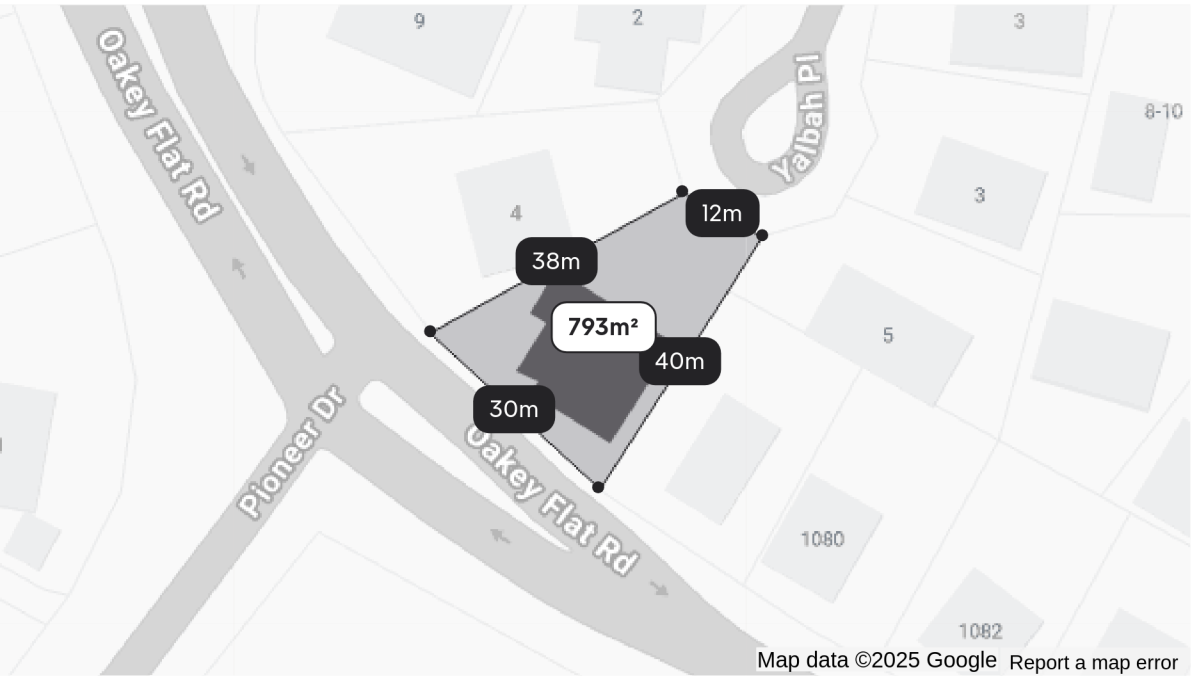 9
2
3
Oakey Flat Rd
Yalbah Pl
8-10
4
12m
3
38m
793m²
5
40m
30m
Pioneer Dr
Oakey Flat Rd
1080
1082
Map data ©2025 Google
Report a map error